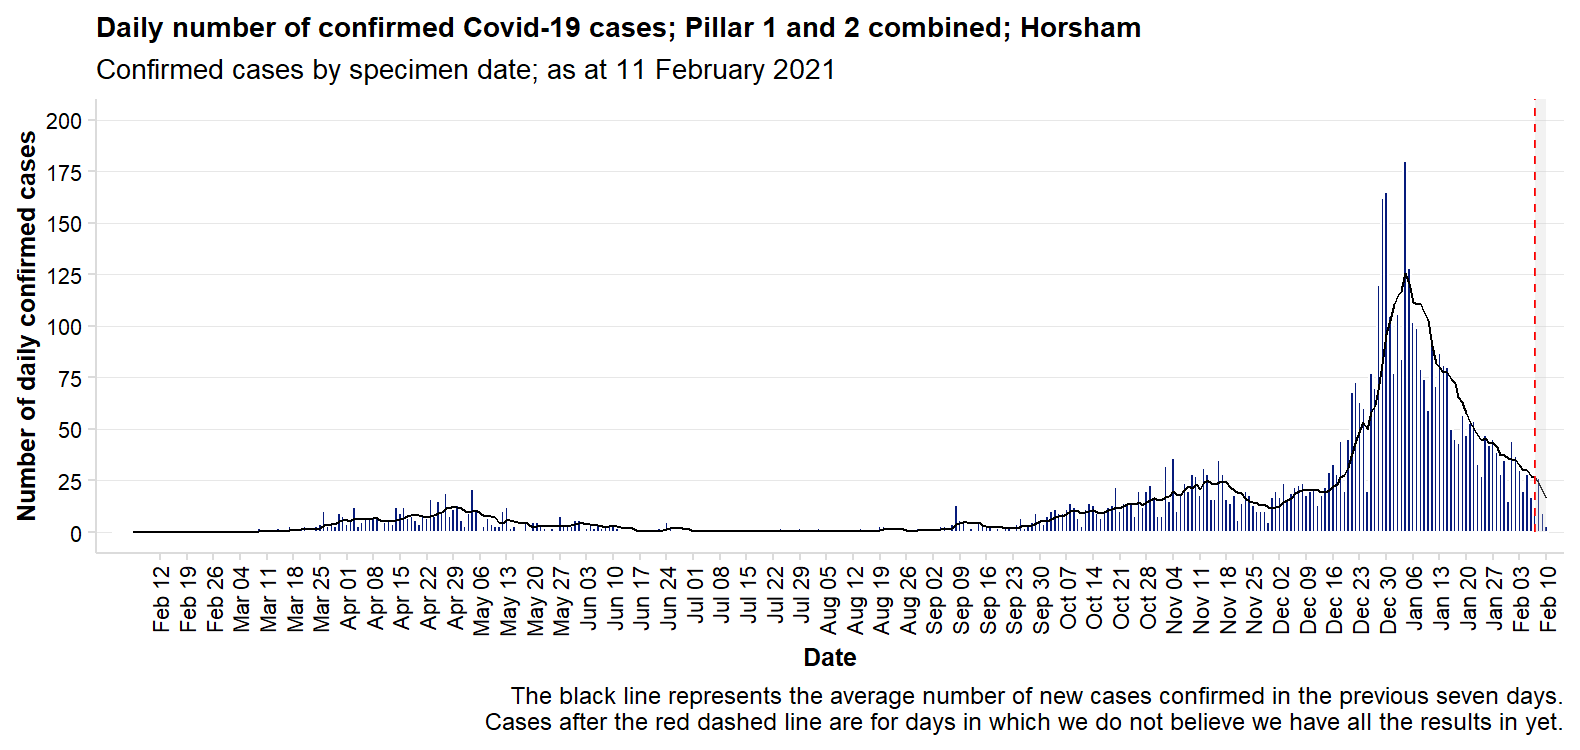 Daily number of confirmed Covid-19 cases; Pillar 1 and 2 combined; Horsham
Confirmed cases by specimen date; as at 11 February 2021
Number of daily confirmed cases
200
175
150
125
100
75
50
25
0
Feb 12
Feb 19
Feb 26
Mar 04
Mar 11
Mar 18
Mar 25
Apr 01
Apr 08
Apr 15
Apr 22
Apr 29
May 06
May 13
May 20
May 27
Jun 03
Jun 10
Jun 17
Jun 24
Jul 01
Jul 08
Jul 15
Jul 22
Jul 29
Aug 05
Aug 12
Aug 19
Aug 26
Sep 02
Sep 09
Sep 16
Sep 23
Sep 30
Oct 07
Oct 14
Oct 21
Oct 28
Nov 04
Nov 11
Nov 18
Nov 25
Dec 02
Dec 09
Dec 16
Dec 23
Dec 30
Jan 06
Jan 13
Jan 20
Jan 27
Feb 03
Feb 10
Date
The black line represents the average number of new cases confirmed in the previous seven days.
Cases after the red dashed line are for days in which we do not believe we have all the results in yet.